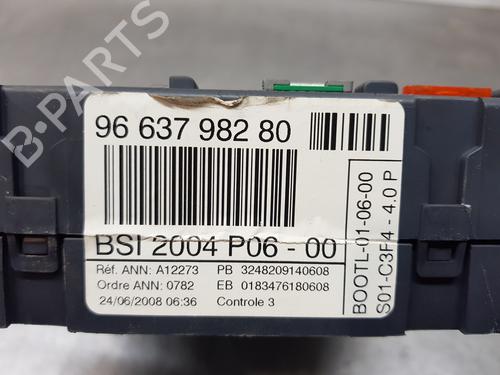 96 637 982 80
BSI 2004 P06 - 00
Réf. ANN: A12273 PB 3248209140608
Ordre ANN: 0782 EB 0183476180608
24/06/2008 06:36 Controle 3
BOOTL-01-06-00
S01-C3F4 - 4.0 P
B-PARTS